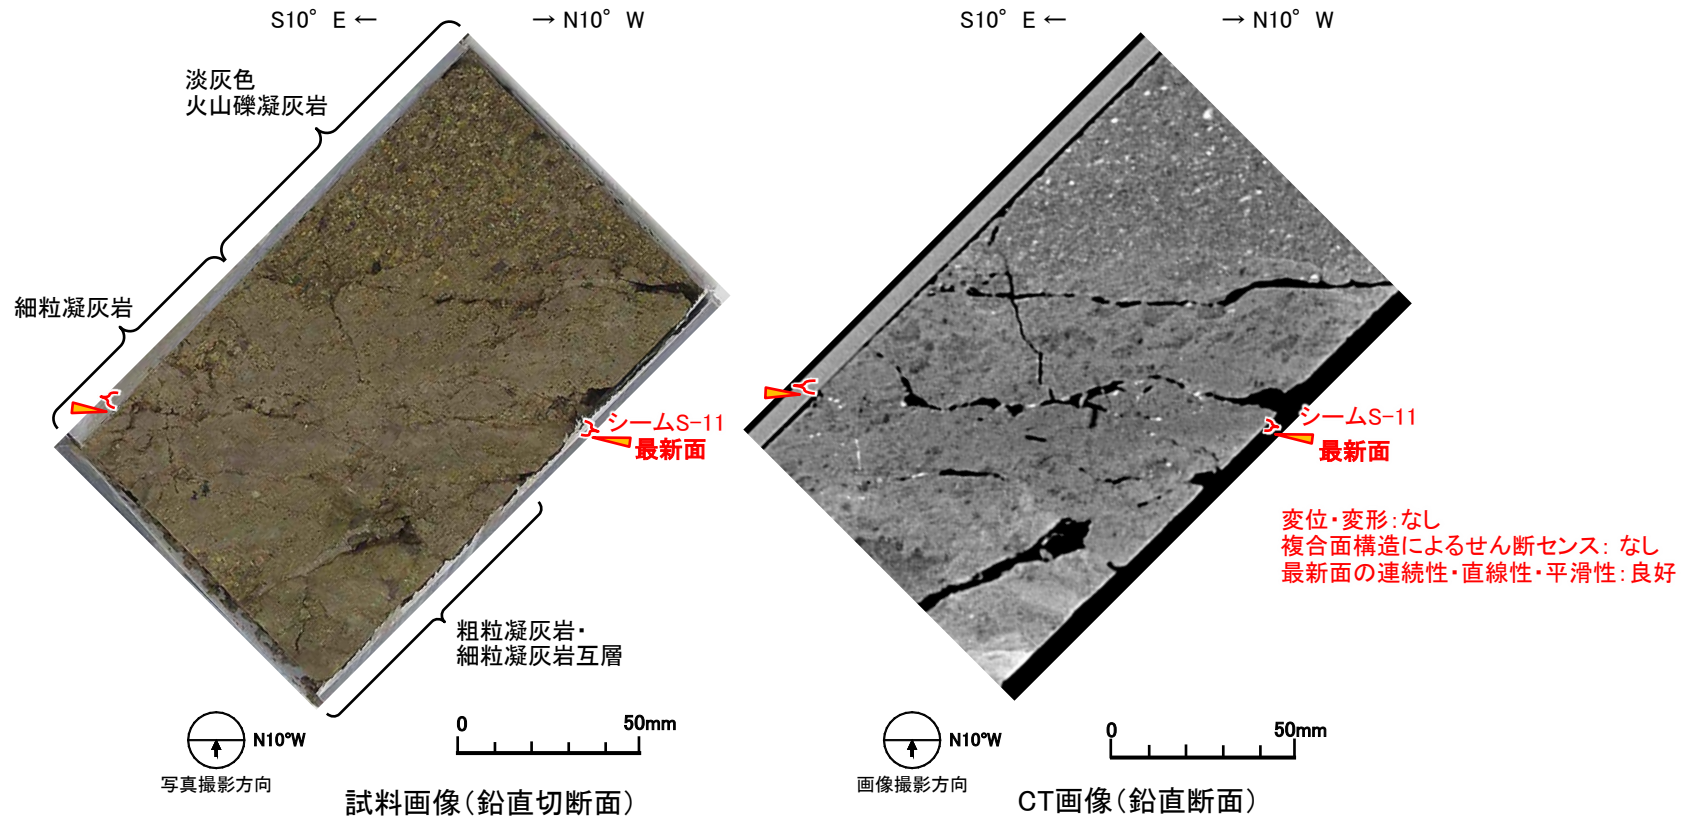 S10° E ←
→ N10° W
淡灰色
火山礫凝灰岩
細粒凝灰岩
シームS-11
最新面
粗粒凝灰岩・
細粒凝灰岩互層
N10°W
写真撮影方向
0
50mm
試料画像(鉛直切断面)
S10° E ←
→ N10° W
シームS-11
最新面
変位・変形:なし
複合面構造によるせん断センス: なし
最新面の連続性・直線性・平滑性:良好
N10°W
画像撮影方向
0
50mm
CT画像(鉛直断面)